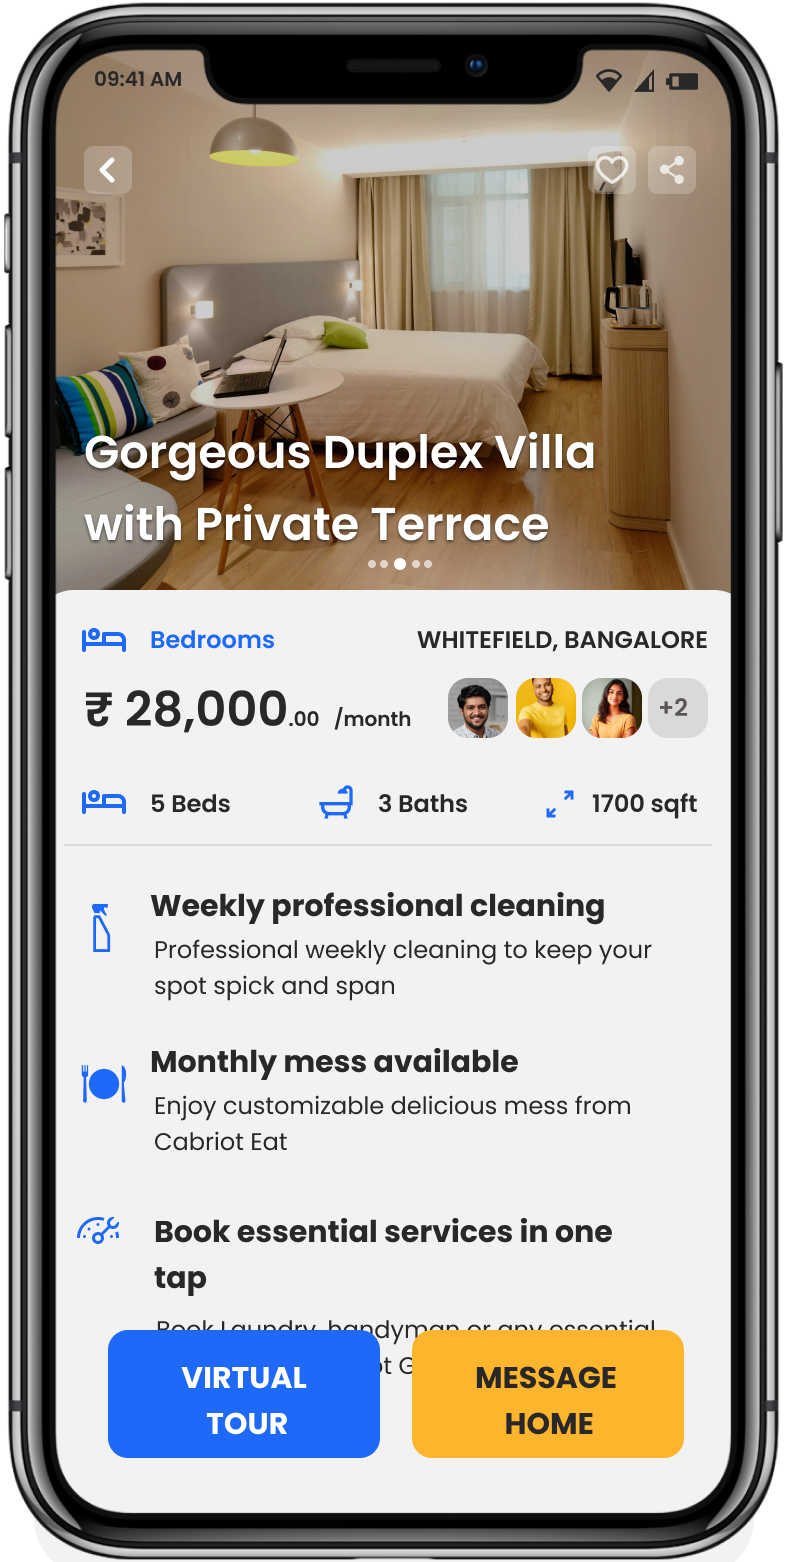 09:41 AM
Gorgeous Duplex Villa
with Private Terrace
Bedrooms
WHITEFIELD, BANGALORE
₹ 28,000.00 /month
+2
5 Beds
3 Baths
1700 sqft
Weekly professional cleaning
Professional weekly cleaning to keep your
spot spick and span
Monthly mess available
Enjoy customizable delicious mess from
Cabriot Eat
Book essential services in one
tap
Book Laundry, handyman or any essential
VIRTUAL
TOUR
MESSAGE
HOME